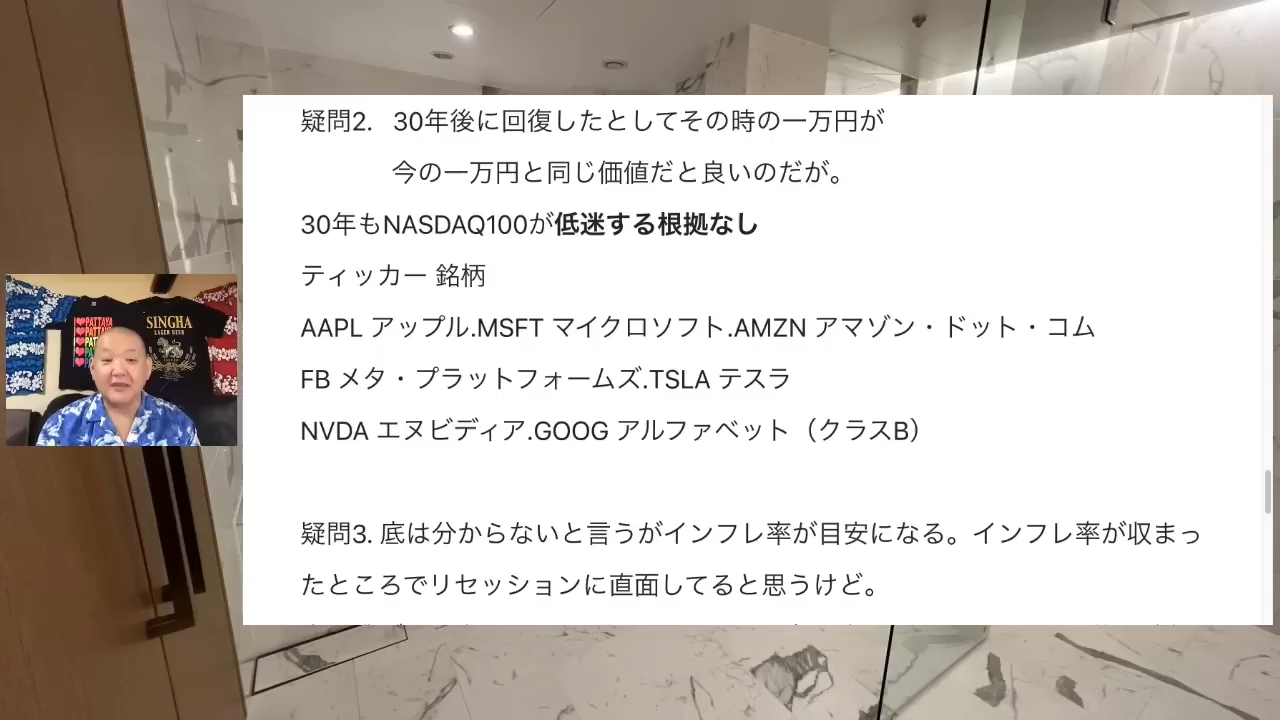 疑問2. 30年後に回復したとしてその時の一万円が
今の一万円と同じ価値だと良いのだが。
30年もNASDAQ100が低迷する根拠なし
ティッカー 銘柄
AAPL アップル.MSFT マイクロソフト.AMZN アマゾン・ドット・コム
FB メタ・プラットフォームズ.TSLA テスラ
NVDA エヌビディア.GOOG アルファベット（クラスB）
疑問3. 底は分からないと言うがインフレ率が目安になる。インフレ率が収まっ
たところでリセッションに直面してると思うけど。
PATTAYA
PATTAYA
PATTAYA
SINGHA
LAGER BEER